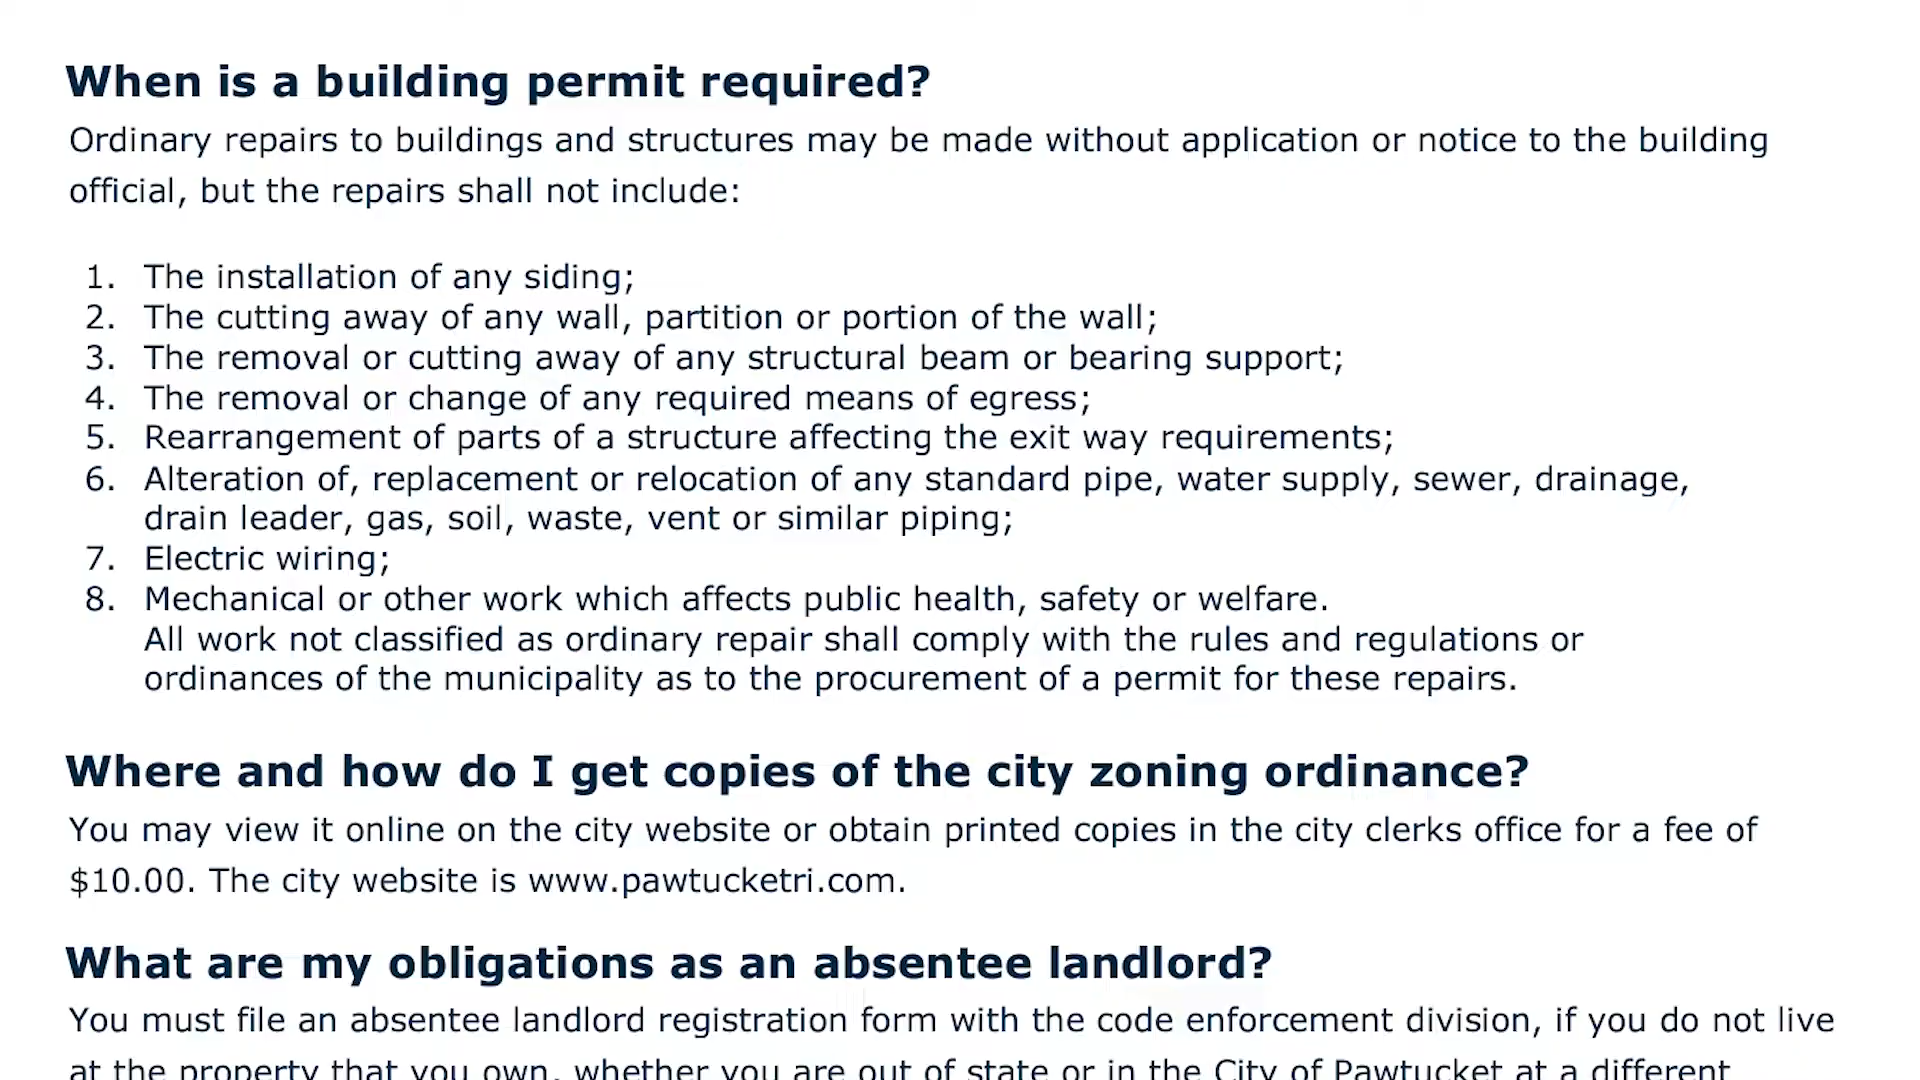 When is a building permit required?
Ordinary repairs to buildings and structures may be made without application or notice to the building
official, but the repairs shall not include:
1. The installation of any siding;
2. The cutting away of any wall, partition or portion of the wall;
3. The removal or cutting away of any structural beam or bearing support;
4. The removal or change of any required means of egress;
5. Rearrangement of parts of a structure affecting the exit way requirements;
6. Alteration of, replacement or relocation of any standard pipe, water supply, sewer, drainage,
drain leader, gas, soil, waste, vent or similar piping;
7. Electric wiring;
8. Mechanical or other work which affects public health, safety or welfare.
All work not classified as ordinary repair shall comply with the rules and regulations or
ordinances of the municipality as to the procurement of a permit for these repairs.
Where and how do I get copies of the city zoning ordinance?
You may view it online on the city website or obtain printed copies in the city clerks office for a fee of
$10.00. The city website is www.pawtucketri.com.
What are my obligations as an absentee landlord?
You must file an absentee landlord registration form with the code enforcement division, if you do not live
at the property that you own, whether you are out of state or in the City of Pawtucket at a different